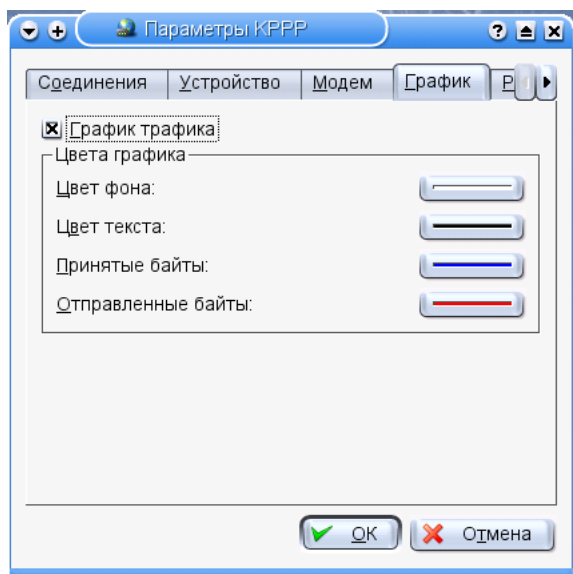 Параметры KPPP
Соединения Устройство Модем График Р
График трафика
Цвета графика
Цвет фона:
Цвет текста:
Принятые байты:
Отправленные байты:
OK Отмена